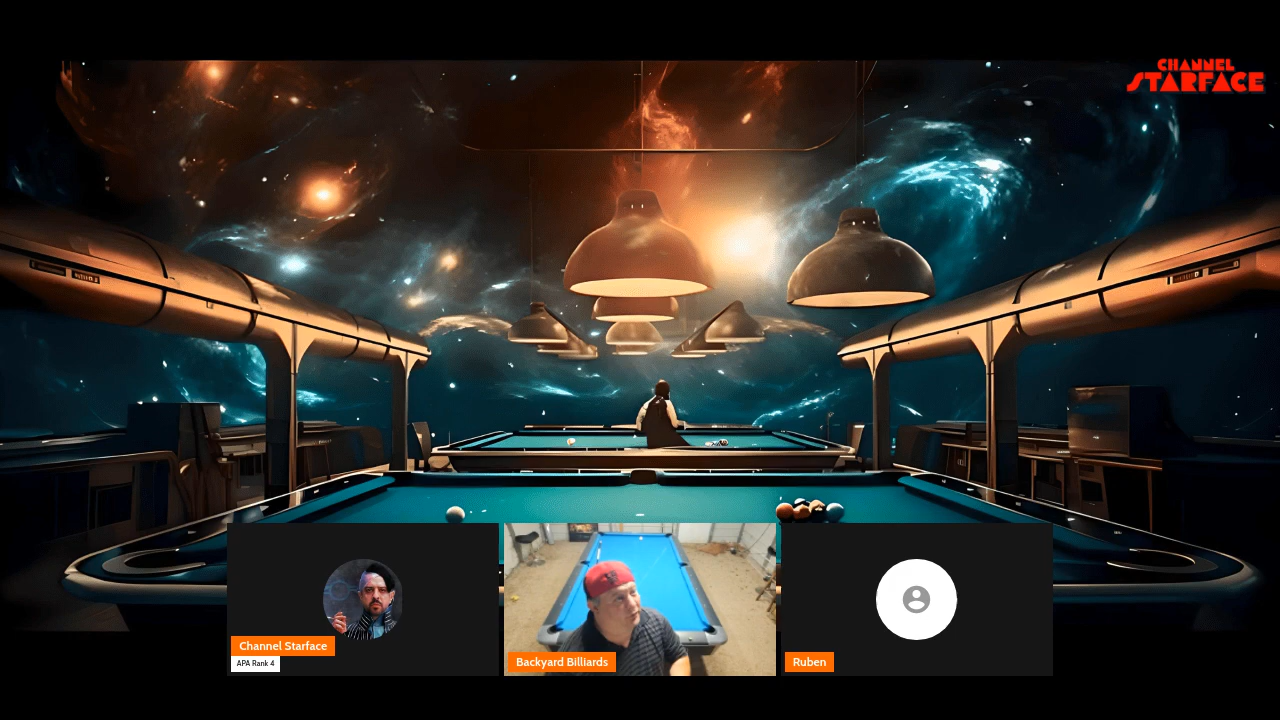 CHANNEL
STARFACE
Channel Starface
APA Rank 4
Backyard Billiards
Ruben